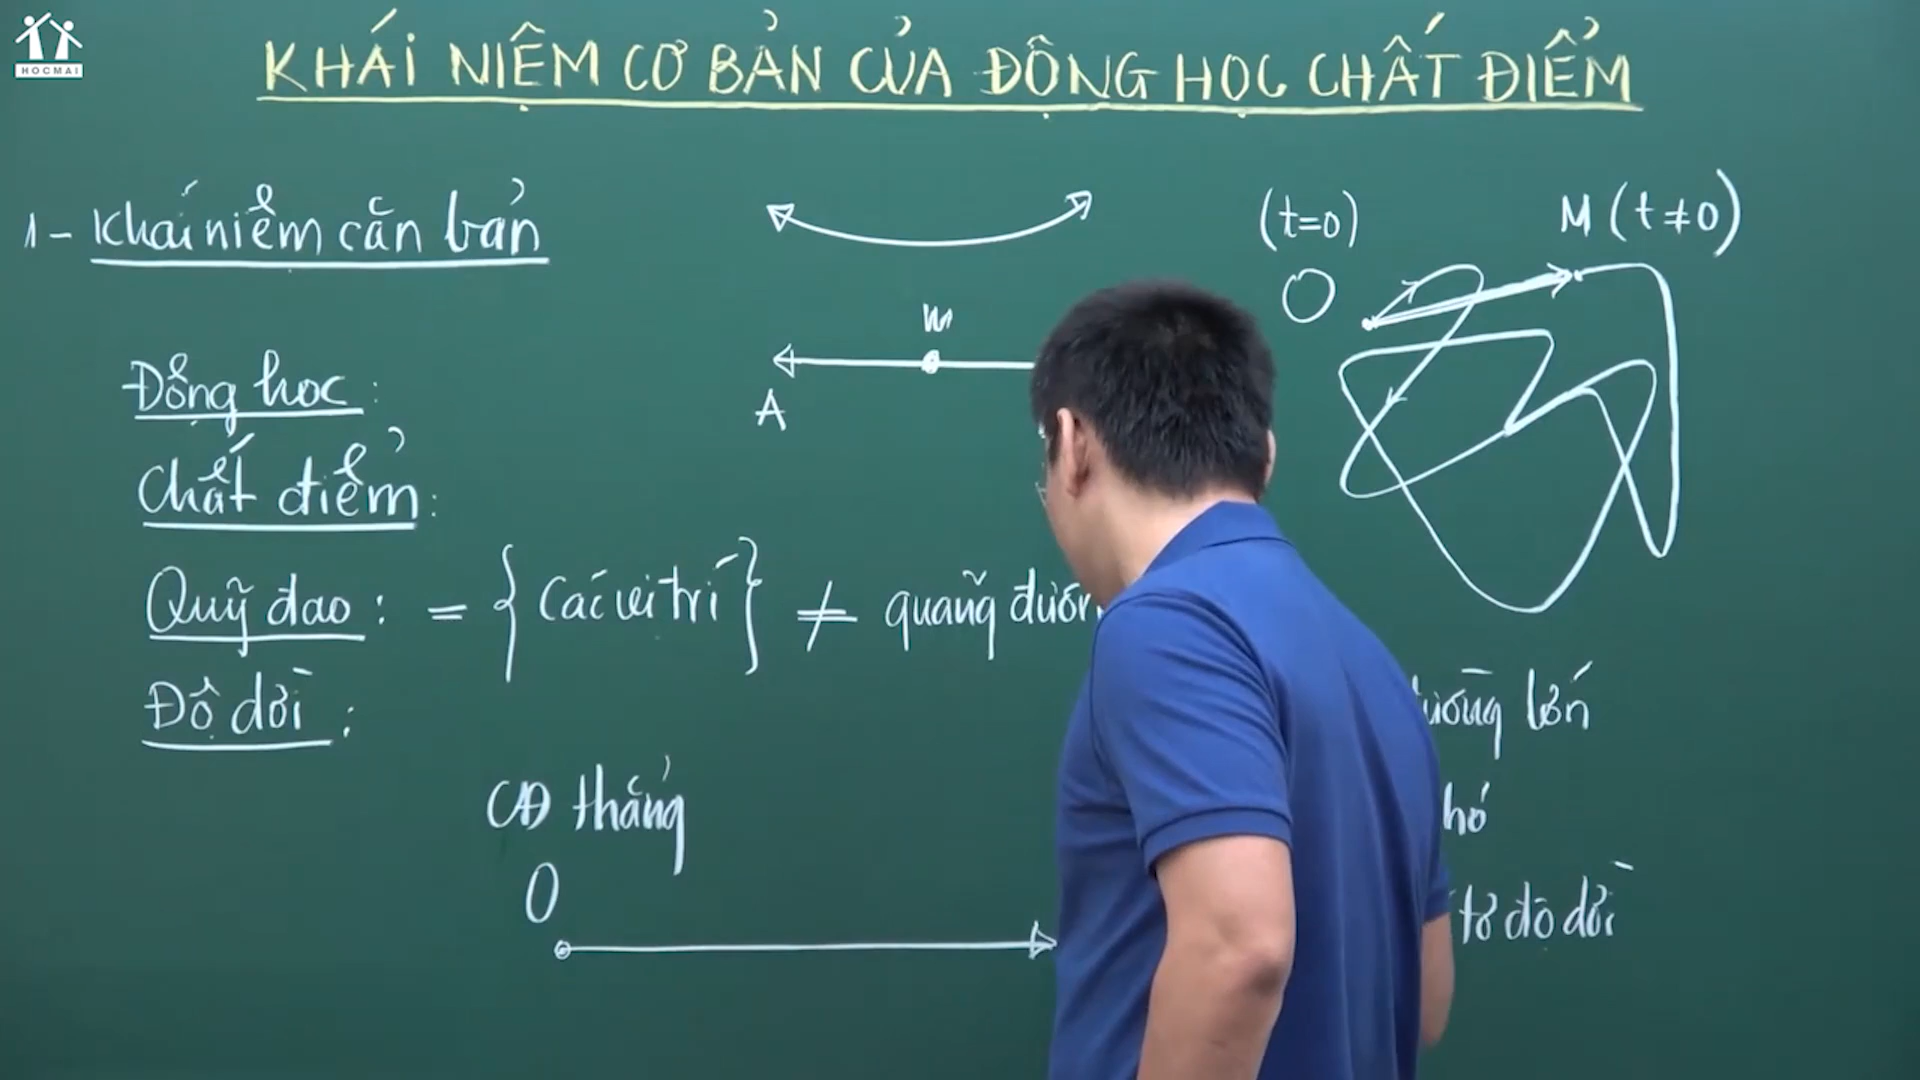 HOCMAI
KHÁI NIỆM CƠ BẢN CỦA ĐỘNG HỌC CHẤT ĐIỂM
1- Khái niệm căn bản
(t=0)
M (t≠0)
O
m
A
Động học:
Chất điểm:
Quỹ đạo: = {Các vị trí} ≠ quãng
Độ dời:
lớn
CĐ thẳng
O
độ dời